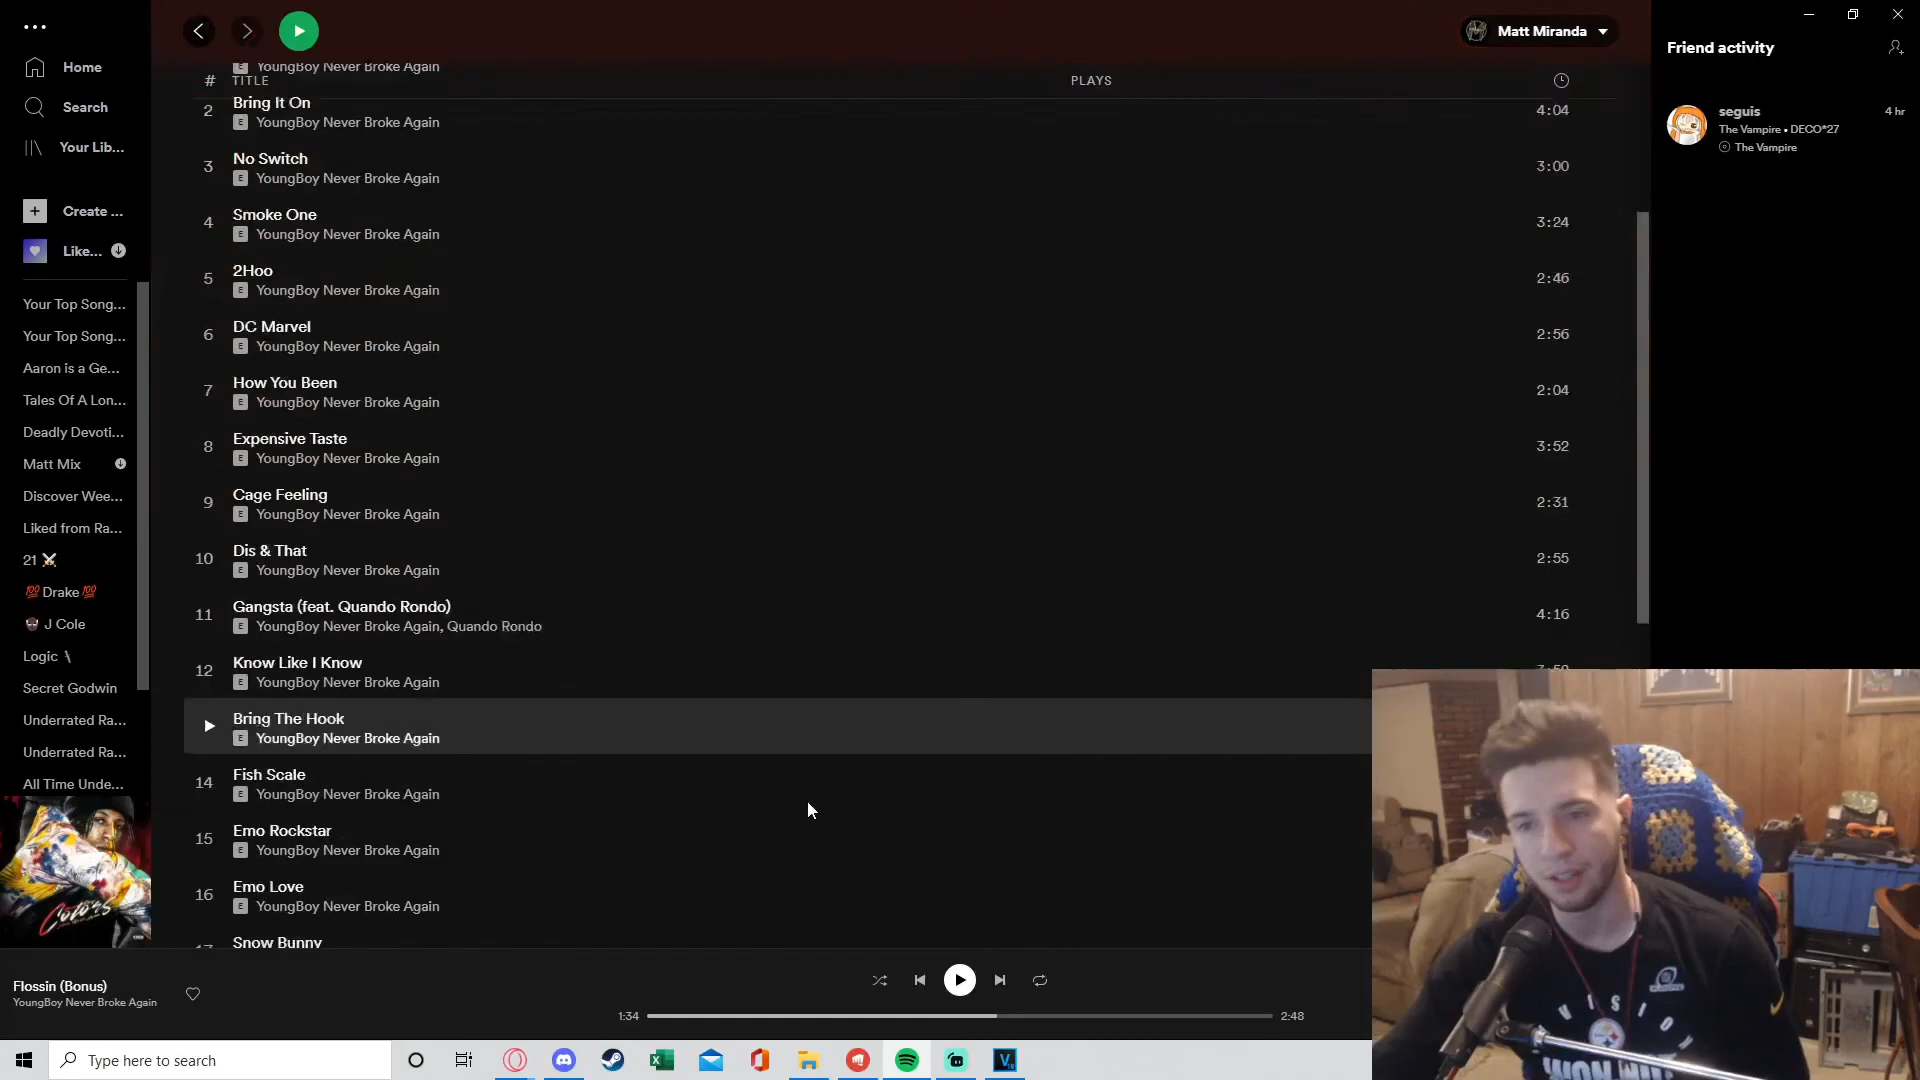 Home
Search
Your Lib...
Create ...
Like...
Your Top Song...
Your Top Song...
Aaron is a Ge...
Tales Of A Lon...
Deadly Devoti...
Matt Mix
Discover Wee...
Liked from Ra...
21 ⚔
💯 Drake 💯
J Cole
Logic \
Secret Godwin
Underrated Ra...
Underrated Ra...
All Time Unde...
Colors
Matt Miranda
E YoungBoy Never Broke Again
# TITLE PLAYS
2 Bring It On 4:04
E YoungBoy Never Broke Again
3 No Switch 3:00
E YoungBoy Never Broke Again
4 Smoke One 3:24
E YoungBoy Never Broke Again
5 2Hoo 2:46
E YoungBoy Never Broke Again
6 DC Marvel 2:56
E YoungBoy Never Broke Again
7 How You Been 2:04
E YoungBoy Never Broke Again
8 Expensive Taste 3:52
E YoungBoy Never Broke Again
9 Cage Feeling 2:31
E YoungBoy Never Broke Again
10 Dis & That 2:55
E YoungBoy Never Broke Again
11 Gangsta (feat. Quando Rondo) 4:16
E YoungBoy Never Broke Again, Quando Rondo
12 Know Like I Know
E YoungBoy Never Broke Again
Bring The Hook
E YoungBoy Never Broke Again
14 Fish Scale
E YoungBoy Never Broke Again
15 Emo Rockstar
E YoungBoy Never Broke Again
16 Emo Love
E YoungBoy Never Broke Again
Snow Bunny
Friend activity
seguis 4 hr
The Vampire • DECO*27
The Vampire
VISIO
Flossin (Bonus)
YoungBoy Never Broke Again
1:34 2:48
Type here to search